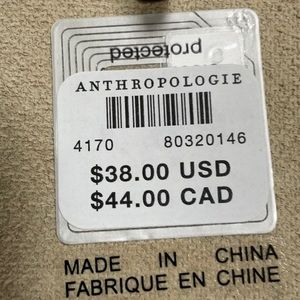 protected
ANTHROPOLOGIE
4170 80320146
$38.00 USD
$44.00 CAD
MADE IN CHINA
FABRIQUE EN CHINE